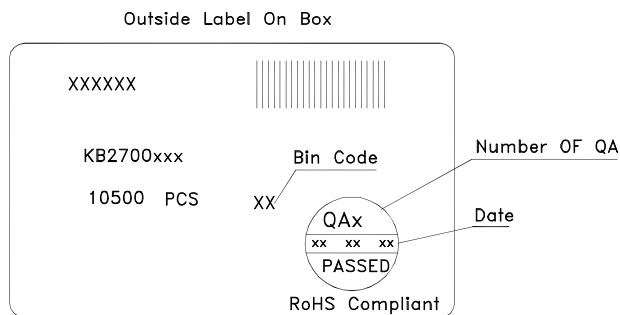 Outside Label On Box
XXXXXX
KB2700xxx
Bin Code
Number OF QA
10500 PCS
XX
QAx
Date
xx xx xx
PASSED
RoHS Compliant